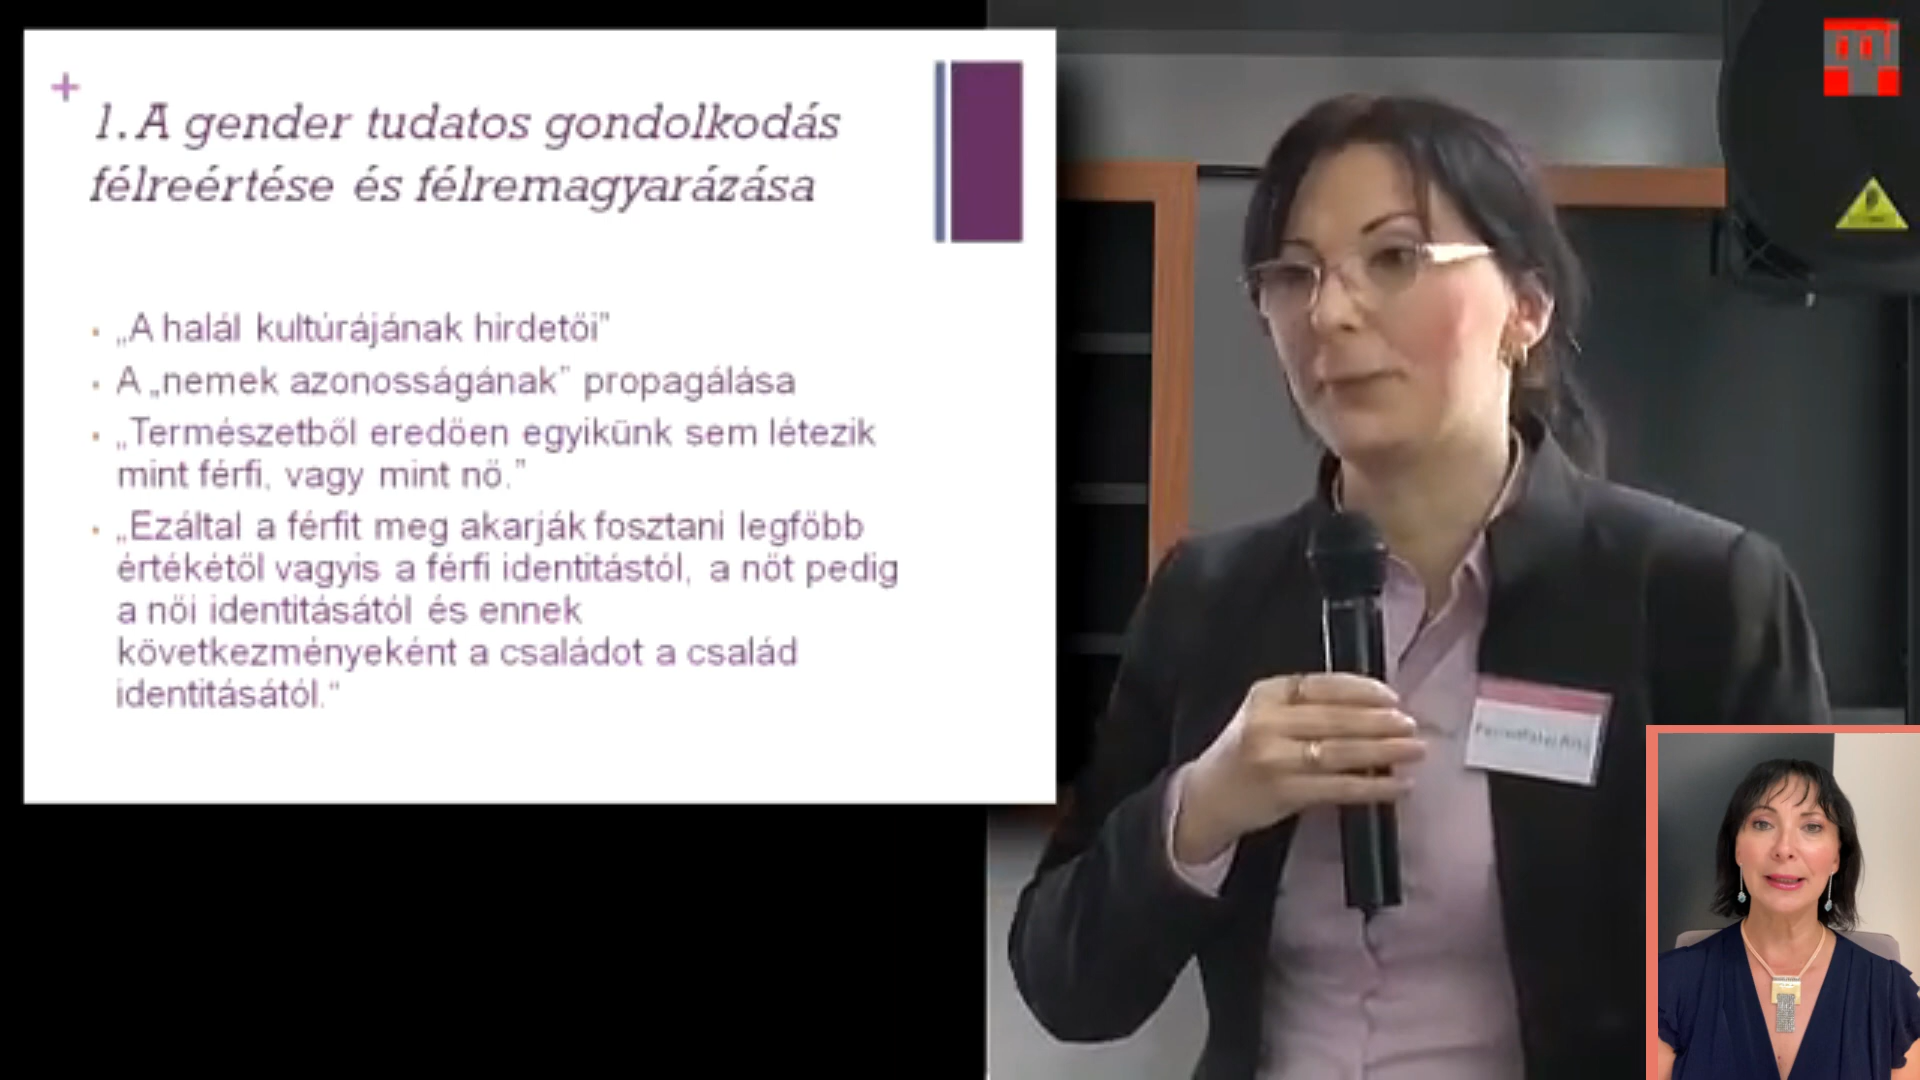 1. A gender tudatos gondolkodás
félreértése és félremagyarázása
„A halál kultúrájának hirdetői”
A „nemek azonosságának” propagálása
„Természetből eredően egyikünk sem létezik
mint férfi, vagy mint nő.”
„Ezáltal a férfit meg akarják fosztani legfőbb
értékétől vagyis a férfi identitástól, a nőt pedig
a női identitásától és ennek
következményeként a családot a család
identitásától.“